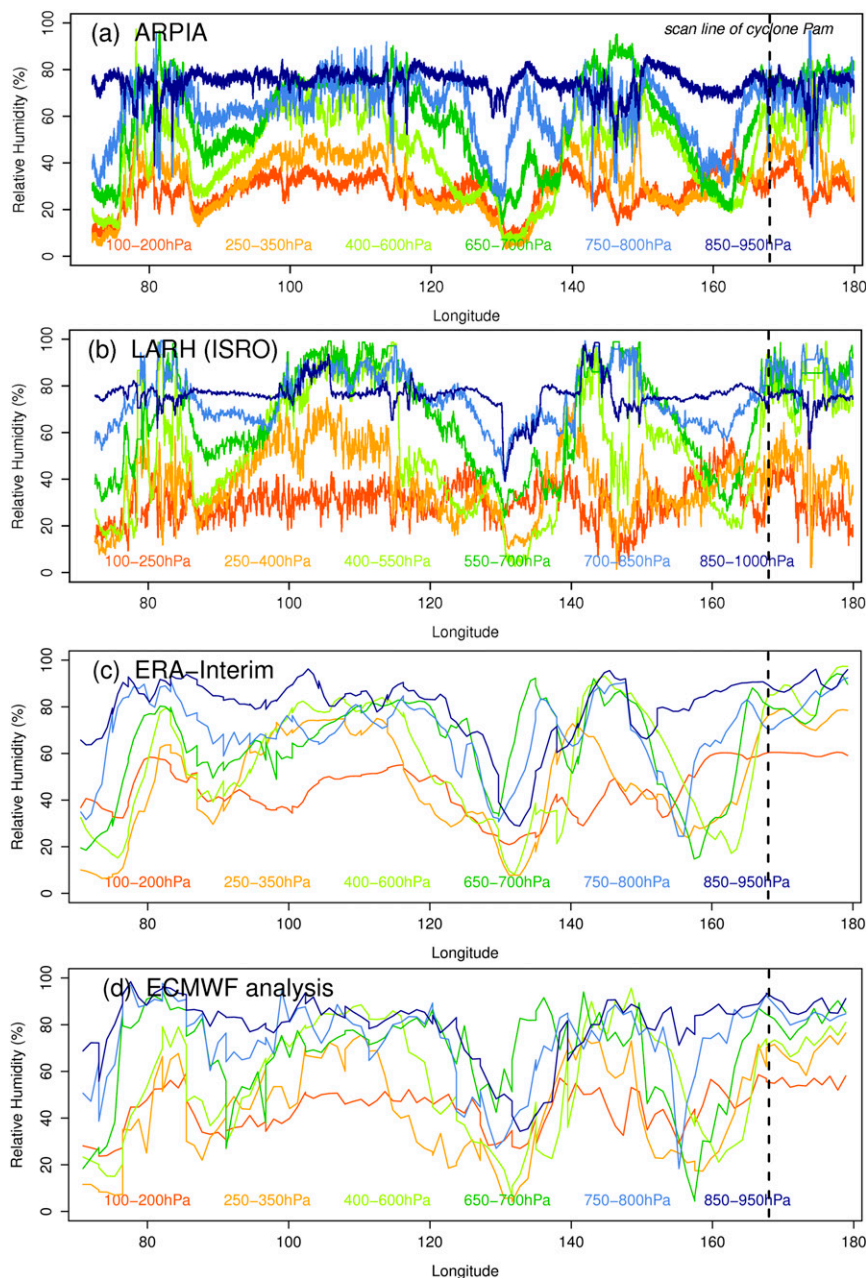 (a) ARPIA
scan line of cyclone Pam
Relative Humidity (%)
0 20 40 60 80 100
100−200hPa 250−350hPa 400−600hPa 650−700hPa 750−800hPa 850−950hPa
80 100 120 140 160 180
Longitude
(b) LARH (ISRO)
Relative Humidity (%)
0 20 40 60 80 100
100−250hPa 250−400hPa 400−550hPa 550−700hPa 700−850hPa 850−1000hPa
80 100 120 140 160 180
Longitude
(c) ERA−Interim
Relative Humidity (%)
0 20 40 60 80 100
100−200hPa 250−350hPa 400−600hPa 650−700hPa 750−800hPa 850−950hPa
80 100 120 140 160 180
Longitude
(d) ECMWF analysis
Relative Humidity (%)
0 20 40 60 80 100
100−200hPa 250−350hPa 400−600hPa 650−700hPa 750−800hPa 850−950hPa
80 100 120 140 160 180
Longitude